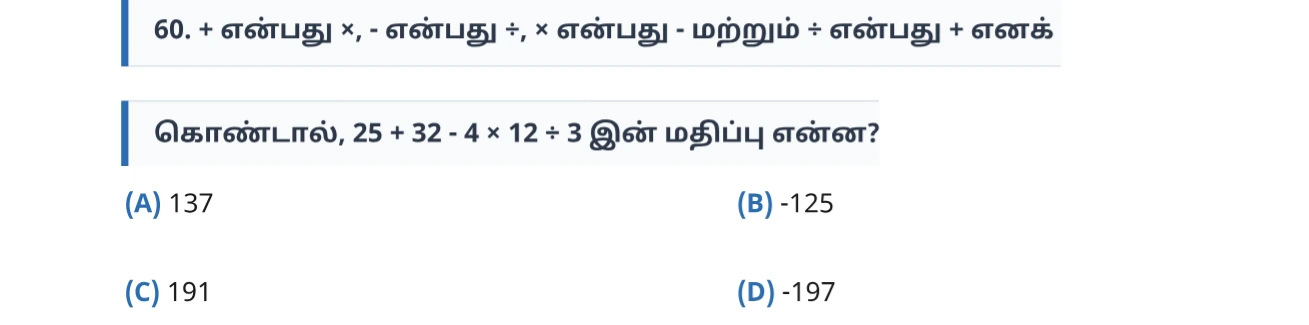 60. + என்பது ×, - என்பது ÷, × என்பது - மற்றும் ÷ என்பது + எனக்
கொண்டால், 25 + 32 - 4 × 12 ÷ 3 இன் மதிப்பு என்ன?
(A) 137 (B) -125
(C) 191 (D) -197